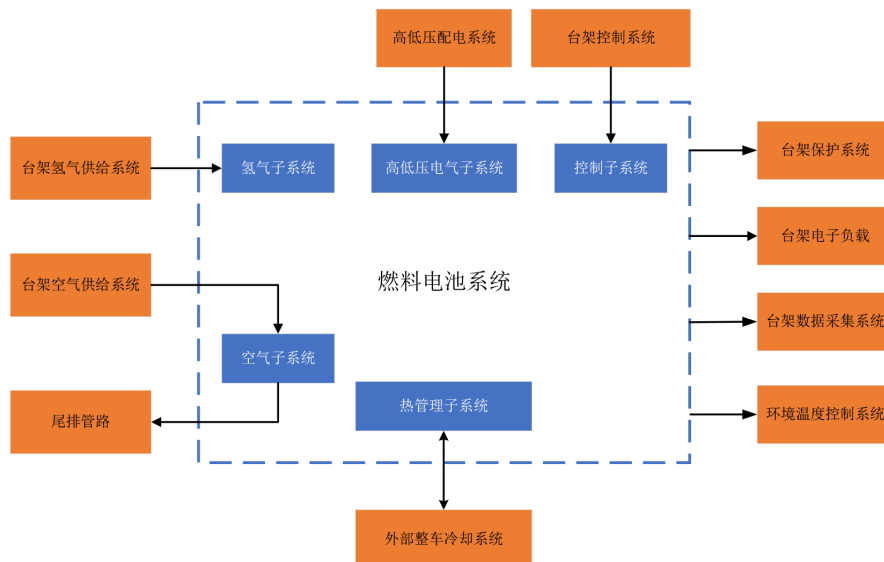 高低压配电系统
台架控制系统
台架氢气供给系统
氢气子系统
高低压电气子系统
控制子系统
台架保护系统
台架电子负载
台架空气供给系统
燃料电池系统
台架数据采集系统
空气子系统
尾排管路
热管理子系统
环境温度控制系统
外部整车冷却系统